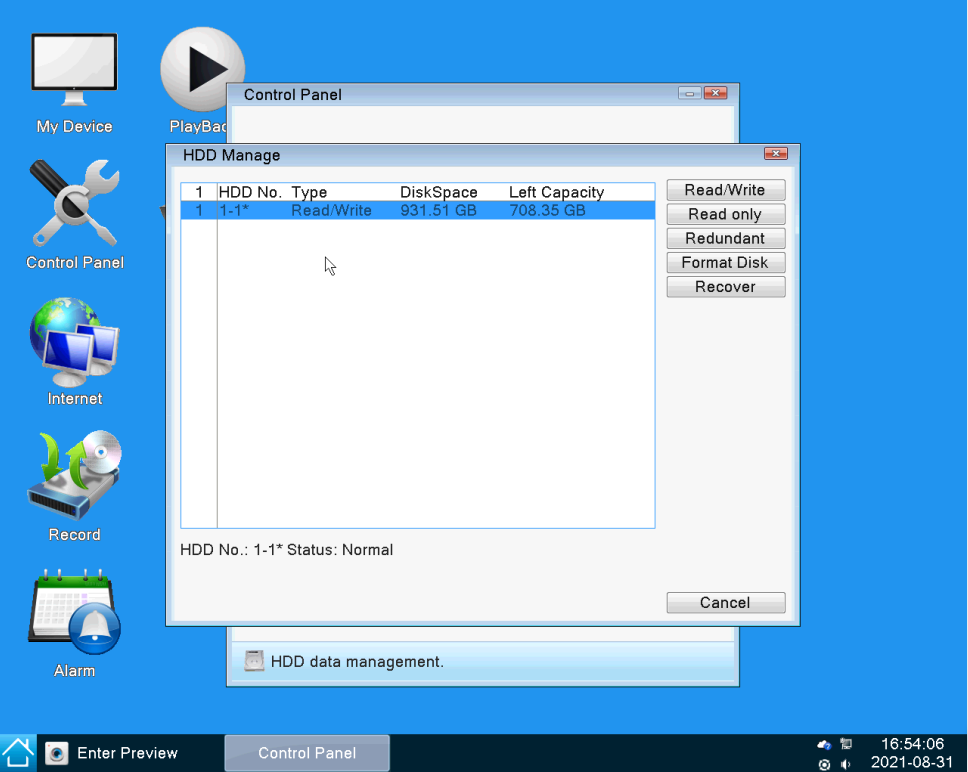 My Device
PlayBac
Control Panel
HDD Manage
1 HDD No. Type DiskSpace Left Capacity
1 1-1* Read/Write 931.51 GB 708.35 GB
Read/Write
Read only
Redundant
Format Disk
Recover
Control Panel
Internet
Record
HDD No.: 1-1* Status: Normal
Cancel
HDD data management.
Alarm
Enter Preview
Control Panel
16:54:06
2021-08-31